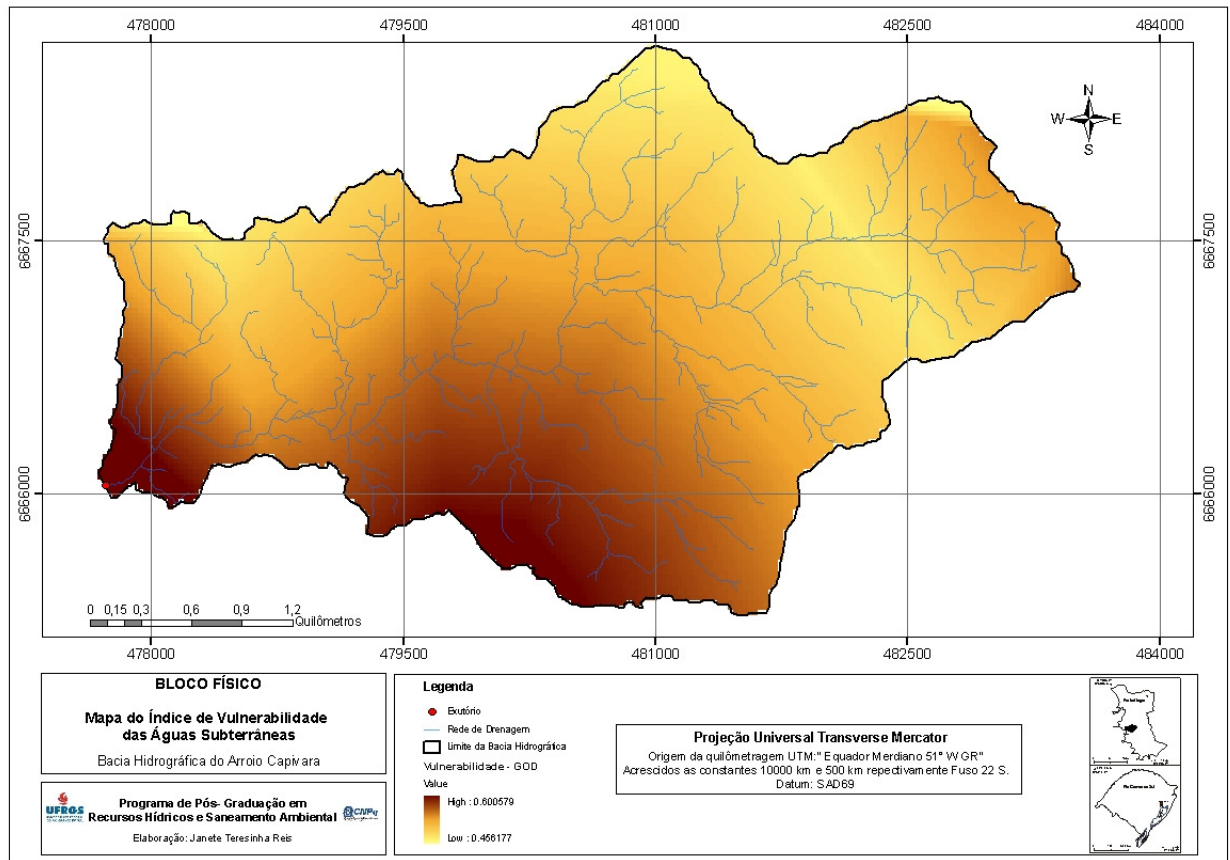 478000 479500 481000 482500 484000
N
W E
S
6667500 6667500
6666000 6666000
0 0,15 0,3 0,6 0,9 1,2
Quilômetros
478000 479500 481000 482500 484000
BLOCO FÍSICO
Mapa do Índice de Vulnerabilidade
das Águas Subterrâneas
Bacia Hidrográfica do Arroio Capivara
UFRGS
Programa de Pós- Graduação em
Recursos Hídricos e Saneamento Ambiental
CNPq
Elaboração: Janete Teresinha Reis
Legenda
Exutório
Rede de Drenagem
Limite da Bacia Hidrográfica
Vulnerabilidade - GOD
Value
High : 0.600579
Low : 0.456177
Projeção Universal Transverse Mercator
Origem da quilômetragem UTM:" Equador Merdiano 51° W GR"
Acrescidos as constantes 10000 km e 500 km repectivamente Fuso 22 S.
Datum: SAD69